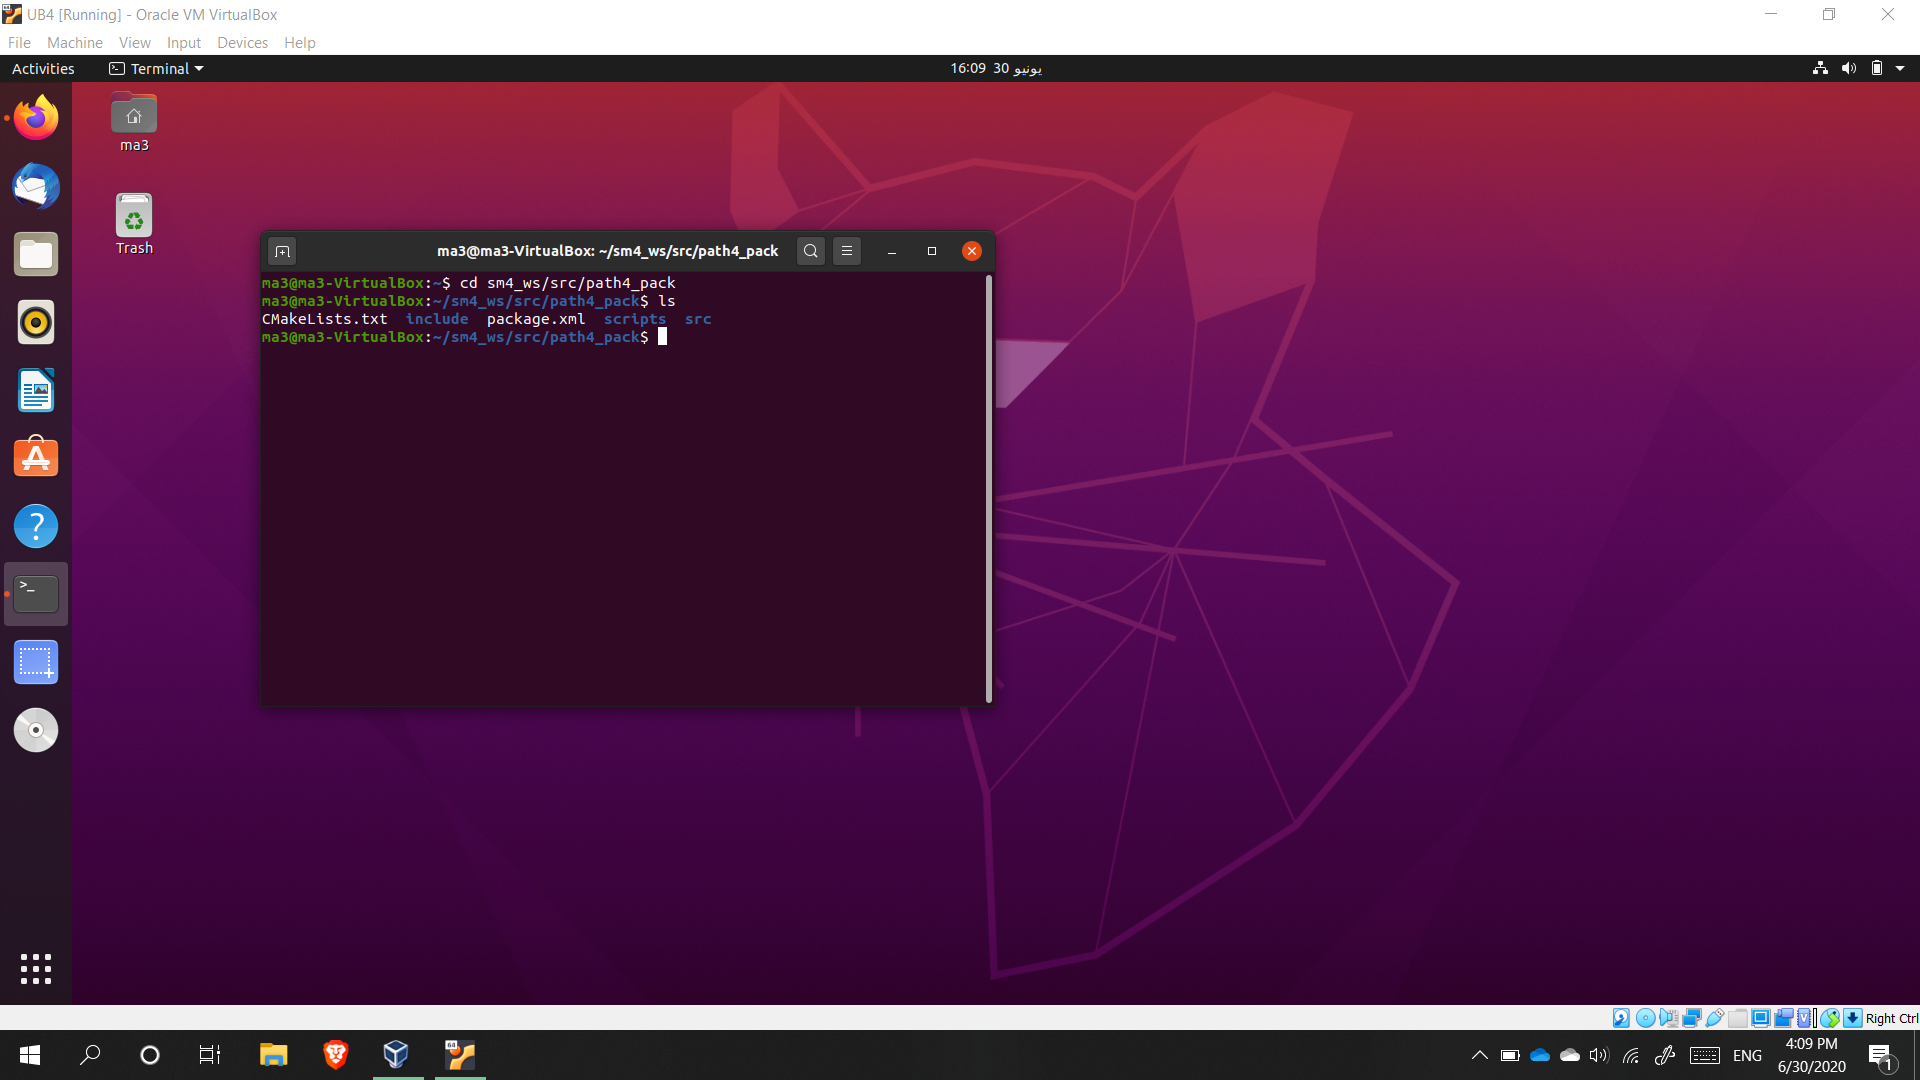 UB4 [Running] - Oracle VM VirtualBox
File Machine View Input Devices Help
Activities Terminal 16:09 30 يونيو
ma3
Trash
ma3@ma3-VirtualBox: ~/sm4_ws/src/path4_pack
ma3@ma3-VirtualBox:~$ cd sm4_ws/src/path4_pack
ma3@ma3-VirtualBox:~/sm4_ws/src/path4_pack$ ls
CMakeLists.txt include package.xml scripts src
ma3@ma3-VirtualBox:~/sm4_ws/src/path4_pack$
Right Ctrl
64
ENG
4:09 PM
6/30/2020
1